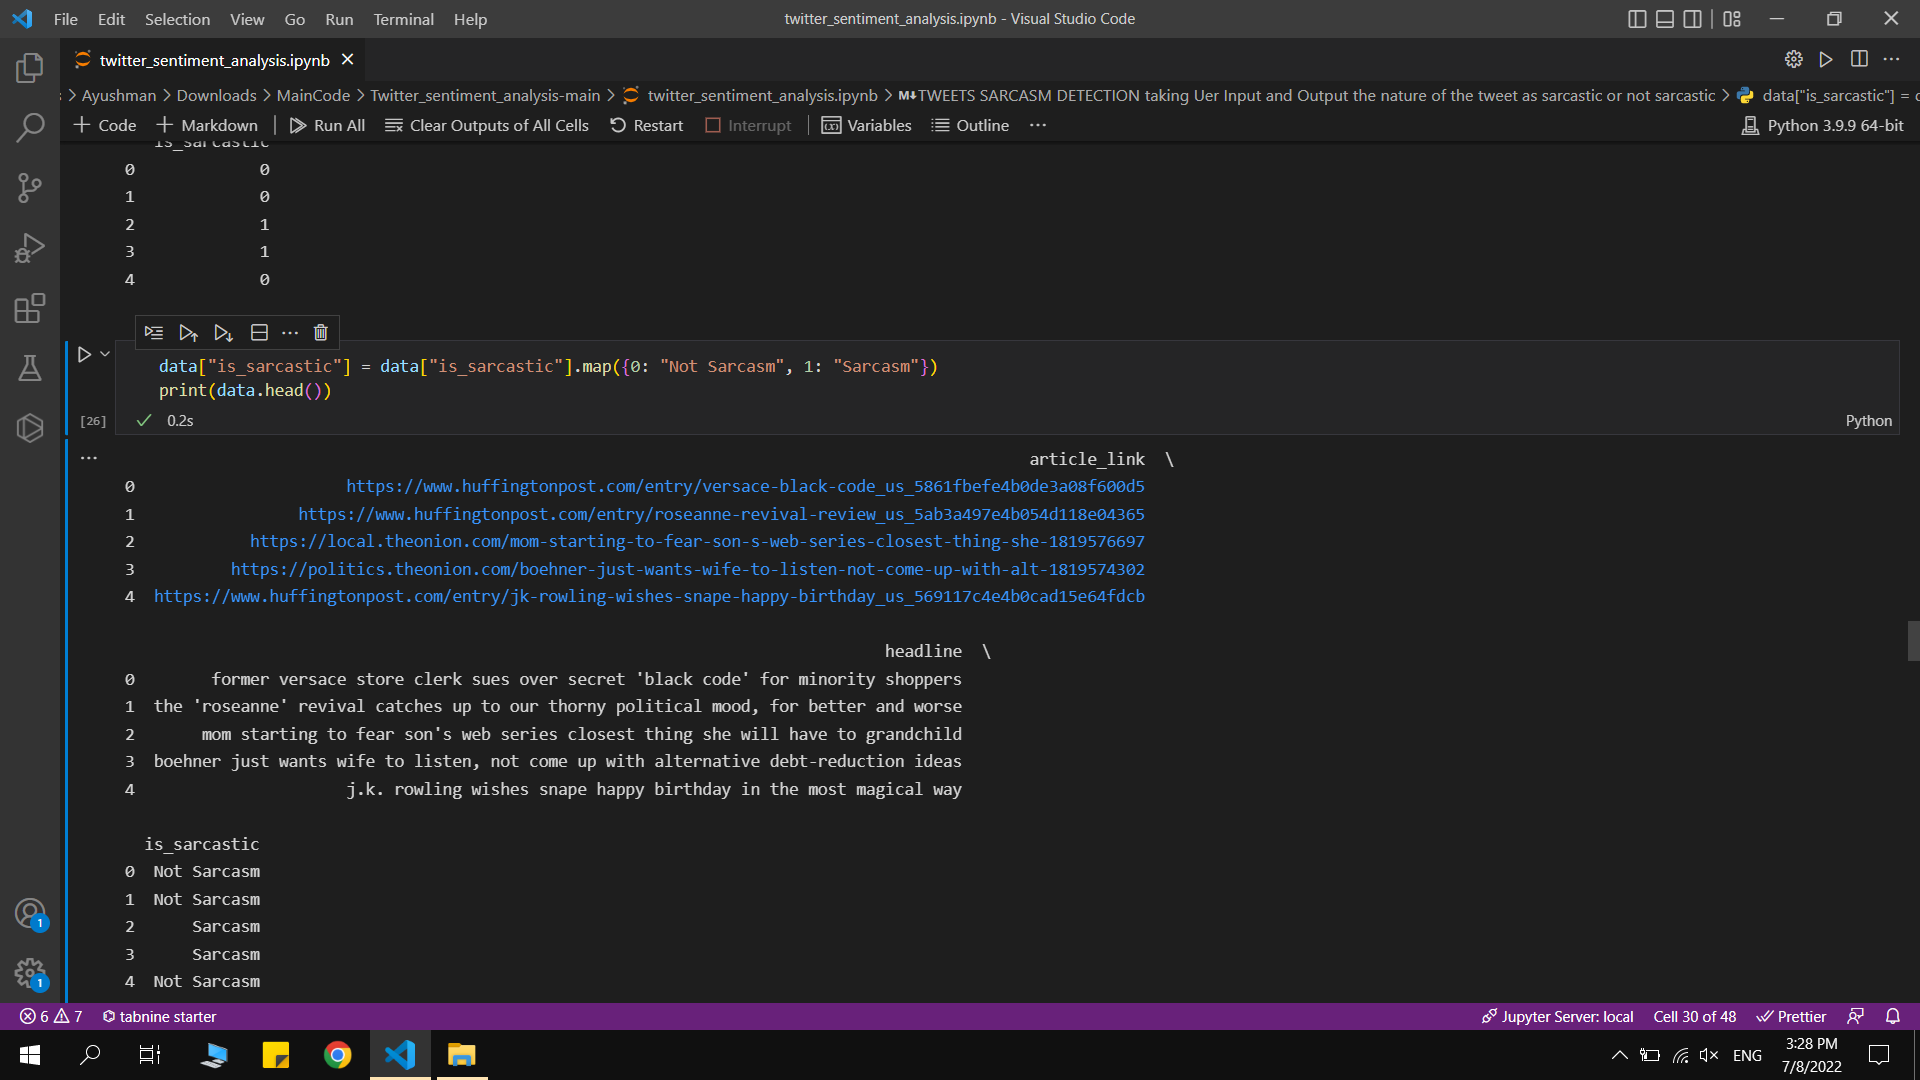 File Edit Selection View Go Run Terminal Help
twitter_sentiment_analysis.ipynb - Visual Studio Code
twitter_sentiment_analysis.ipynb
Ayushman > Downloads > MainCode > Twitter_sentiment_analysis-main > twitter_sentiment_analysis.ipynb > M↓TWEETS SARCASM DETECTION taking Uer Input and Output the nature of the tweet as sarcastic or not sarcastic > data["is_sarcastic"] =
+ Code + Markdown | Run All Clear Outputs of All Cells Restart Interrupt | Variables Outline ··· Python 3.9.9 64-bit
is_sarcastic
0 0
1 0
2 1
3 1
4 0
data["is_sarcastic"] = data["is_sarcastic"].map({0: "Not Sarcasm", 1: "Sarcasm"})
print(data.head())
[26] 0.2s Python
article_link \
0 https://www.huffingtonpost.com/entry/versace-black-code_us_5861fbefe4b0de3a08f600d5
1 https://www.huffingtonpost.com/entry/roseanne-revival-review_us_5ab3a497e4b054d118e04365
2 https://local.theonion.com/mom-starting-to-fear-son-s-web-series-closest-thing-she-1819576697
3 https://politics.theonion.com/boehner-just-wants-wife-to-listen-not-come-up-with-alt-1819574302
4 https://www.huffingtonpost.com/entry/jk-rowling-wishes-snape-happy-birthday_us_569117c4e4b0cad15e64fdcb
headline \
0 former versace store clerk sues over secret 'black code' for minority shoppers
1 the 'roseanne' revival catches up to our thorny political mood, for better and worse
2 mom starting to fear son's web series closest thing she will have to grandchild
3 boehner just wants wife to listen, not come up with alternative debt-reduction ideas
4 j.k. rowling wishes snape happy birthday in the most magical way
is_sarcastic
0 Not Sarcasm
1 Not Sarcasm
2 Sarcasm
3 Sarcasm
4 Not Sarcasm
1
1
6 7 tabnine starter Jupyter Server: local Cell 30 of 48 Prettier
ENG
3:28 PM
7/8/2022